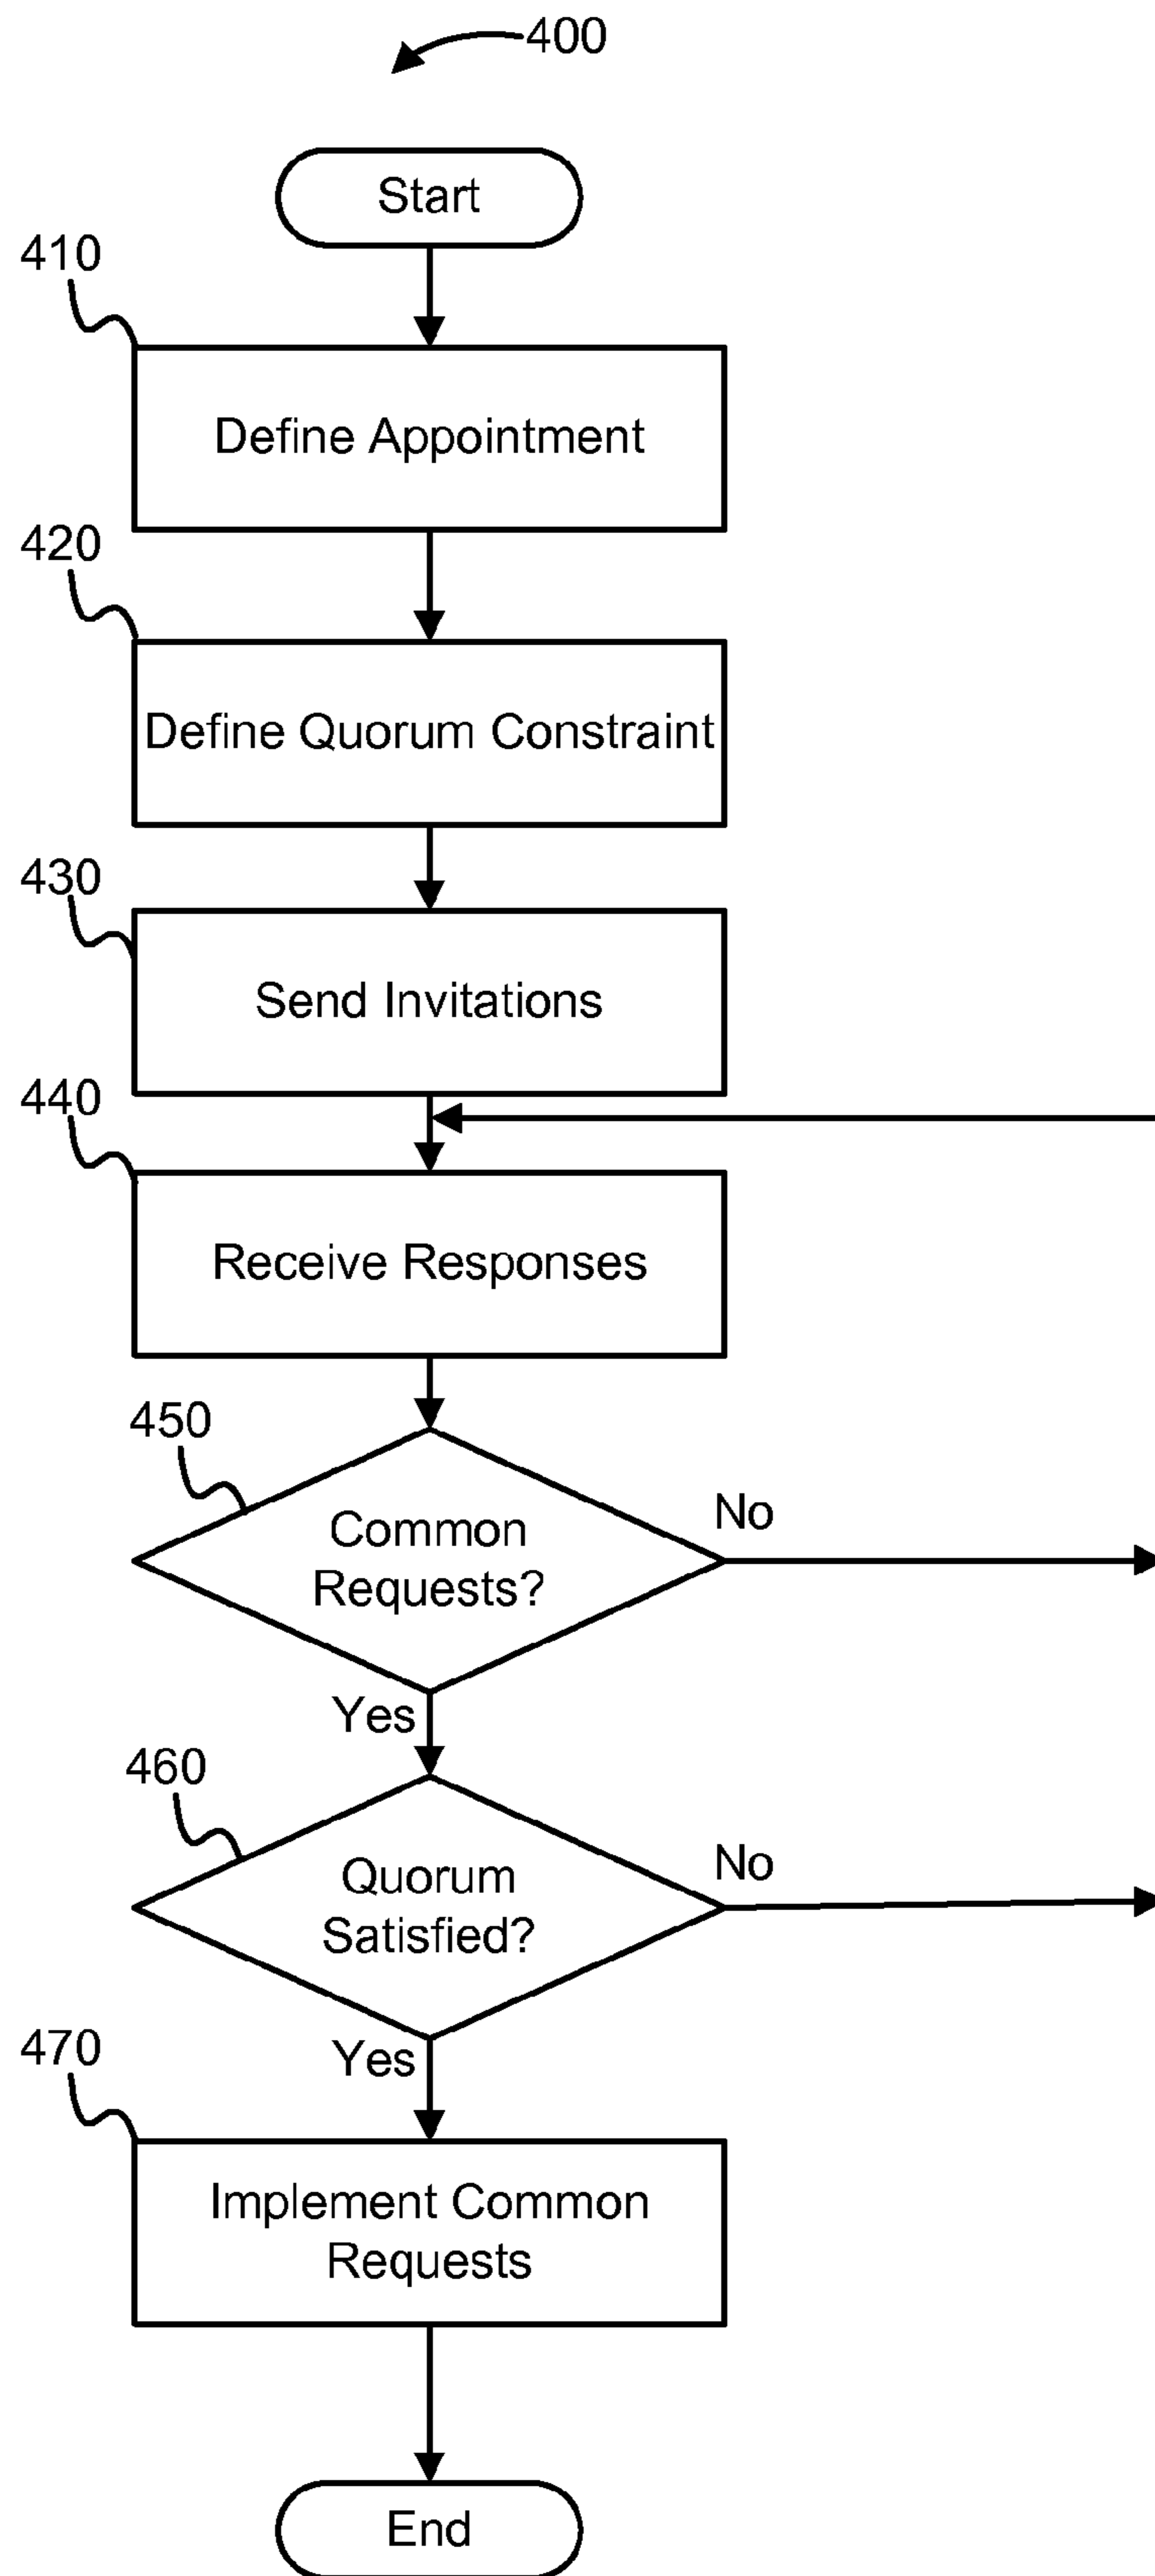 400
Start
410
Define Appointment
420
Define Quorum Constraint
430
Send Invitations
440
Receive Responses
450
Common
Requests?
No
Yes
460
Quorum
Satisfied?
No
Yes
470
Implement Common
Requests
End